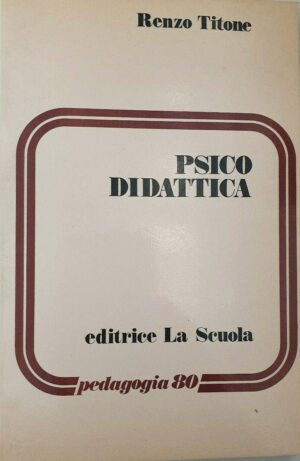 Renzo Titone
PSICO
DIDATTICA
editrice La Scuola
pedagogia 80